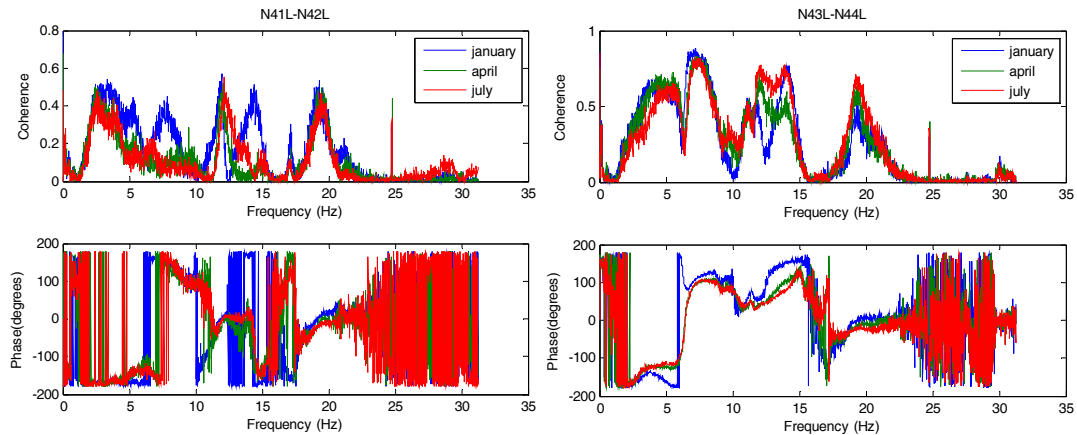 N41L-N42L
0.8
0.6
0.4
0.2
0
Coherence
january
april
july
0 5 10 15 20 25 30 35
Frequency (Hz)
200
100
0
-100
-200
Phase(degrees)
0 5 10 15 20 25 30 35
Frequency (Hz)
N43L-N44L
1
0.5
0
Coherence
january
april
july
0 5 10 15 20 25 30 35
Frequency (Hz)
200
100
0
-100
-200
Phase(degrees)
0 5 10 15 20 25 30 35
Frequency (Hz)